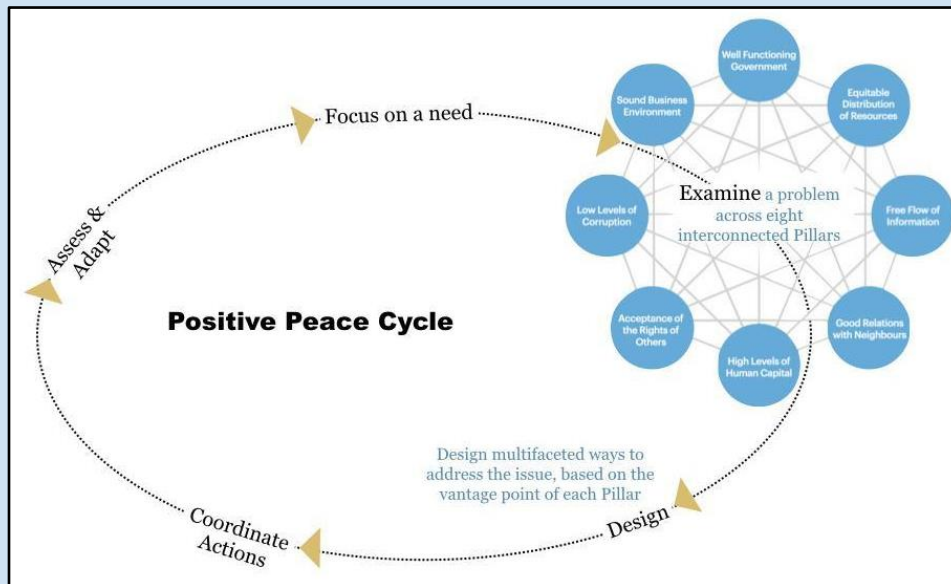 Focus on a need
Well Functioning
Government
Sound Business
Environment
Equitable
Distribution
of Resources
Examine a problem
across eight
interconnected Pillars
Low Levels of
Corruption
Free Flow of
Information
Acceptance of
the Rights of
Others
Good Relations
with Neighbours
High Levels of
Human Capital
Assess &
Adapt
Positive Peace Cycle
Design multifaceted ways to
address the issue, based on the
vantage point of each Pillar
Design
Coordinate
Actions